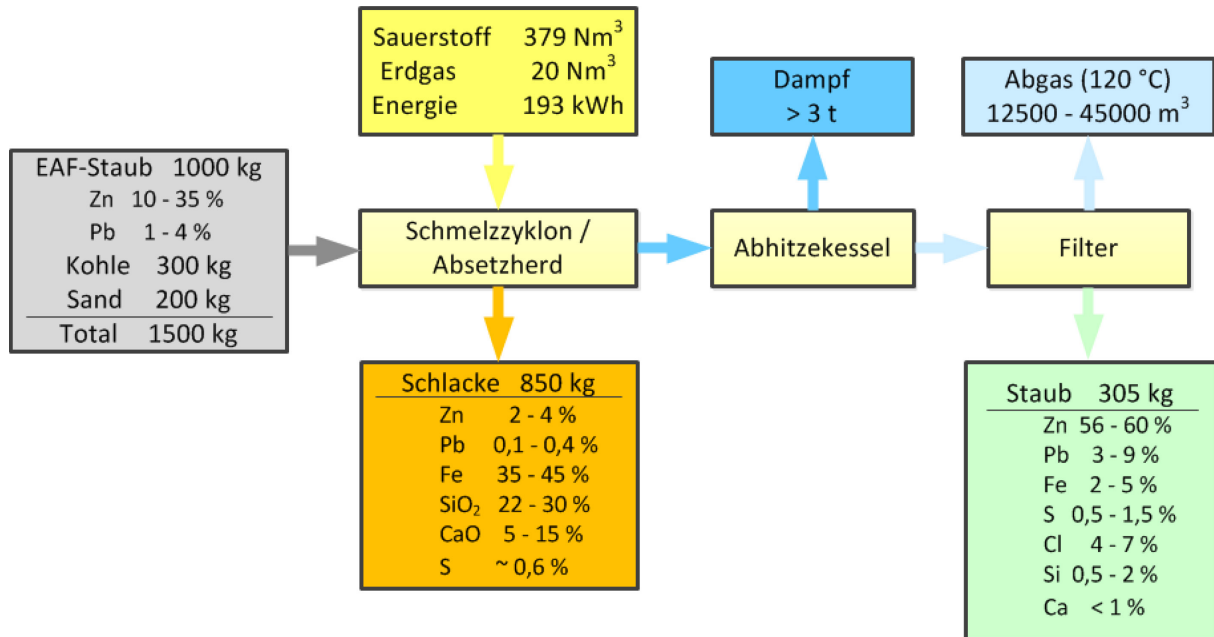 Sauerstoff 379 Nm³
Erdgas 20 Nm³
Energie 193 kWh
Dampf
> 3 t
Abgas (120 °C)
12500 - 45000 m³
EAF-Staub 1000 kg
Zn 10 - 35 %
Pb 1 - 4 %
Kohle 300 kg
Sand 200 kg
Total 1500 kg
Schmelzzyklon /
Absetzherd
Abhitzekessel
Filter
Schlacke 850 kg
Zn 2 - 4 %
Pb 0,1 - 0,4 %
Fe 35 - 45 %
SiO₂ 22 - 30 %
CaO 5 - 15 %
S ~ 0,6 %
Staub 305 kg
Zn 56 - 60 %
Pb 3 - 9 %
Fe 2 - 5 %
S 0,5 - 1,5 %
Cl 4 - 7 %
Si 0,5 - 2 %
Ca < 1 %